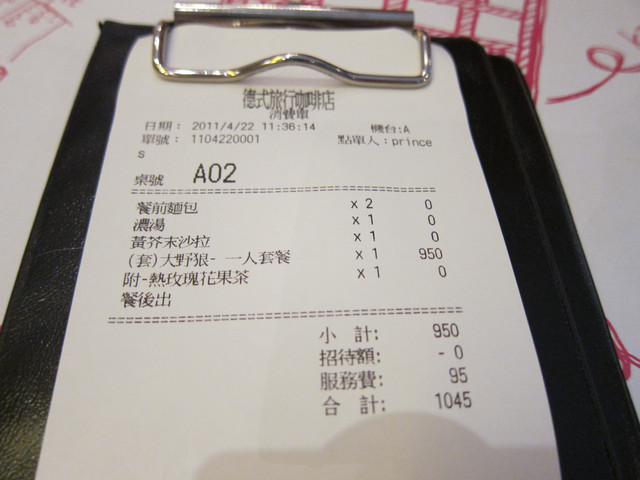 德式旅行咖啡店
消費單
日期: 2011/4/22 11:36:14 機台:A
單號: 1104220001 點單人:prince
s
桌號 A02
餐前麵包 x 2 0
濃湯 x 1 0
黃芥末沙拉 x 1 0
(套)大野狼- 一人套餐 x 1 950
附-熱玫瑰花果茶 x 1 0
餐後出
小 計: 950
招待額: - 0
服務費: 95
合 計: 1045